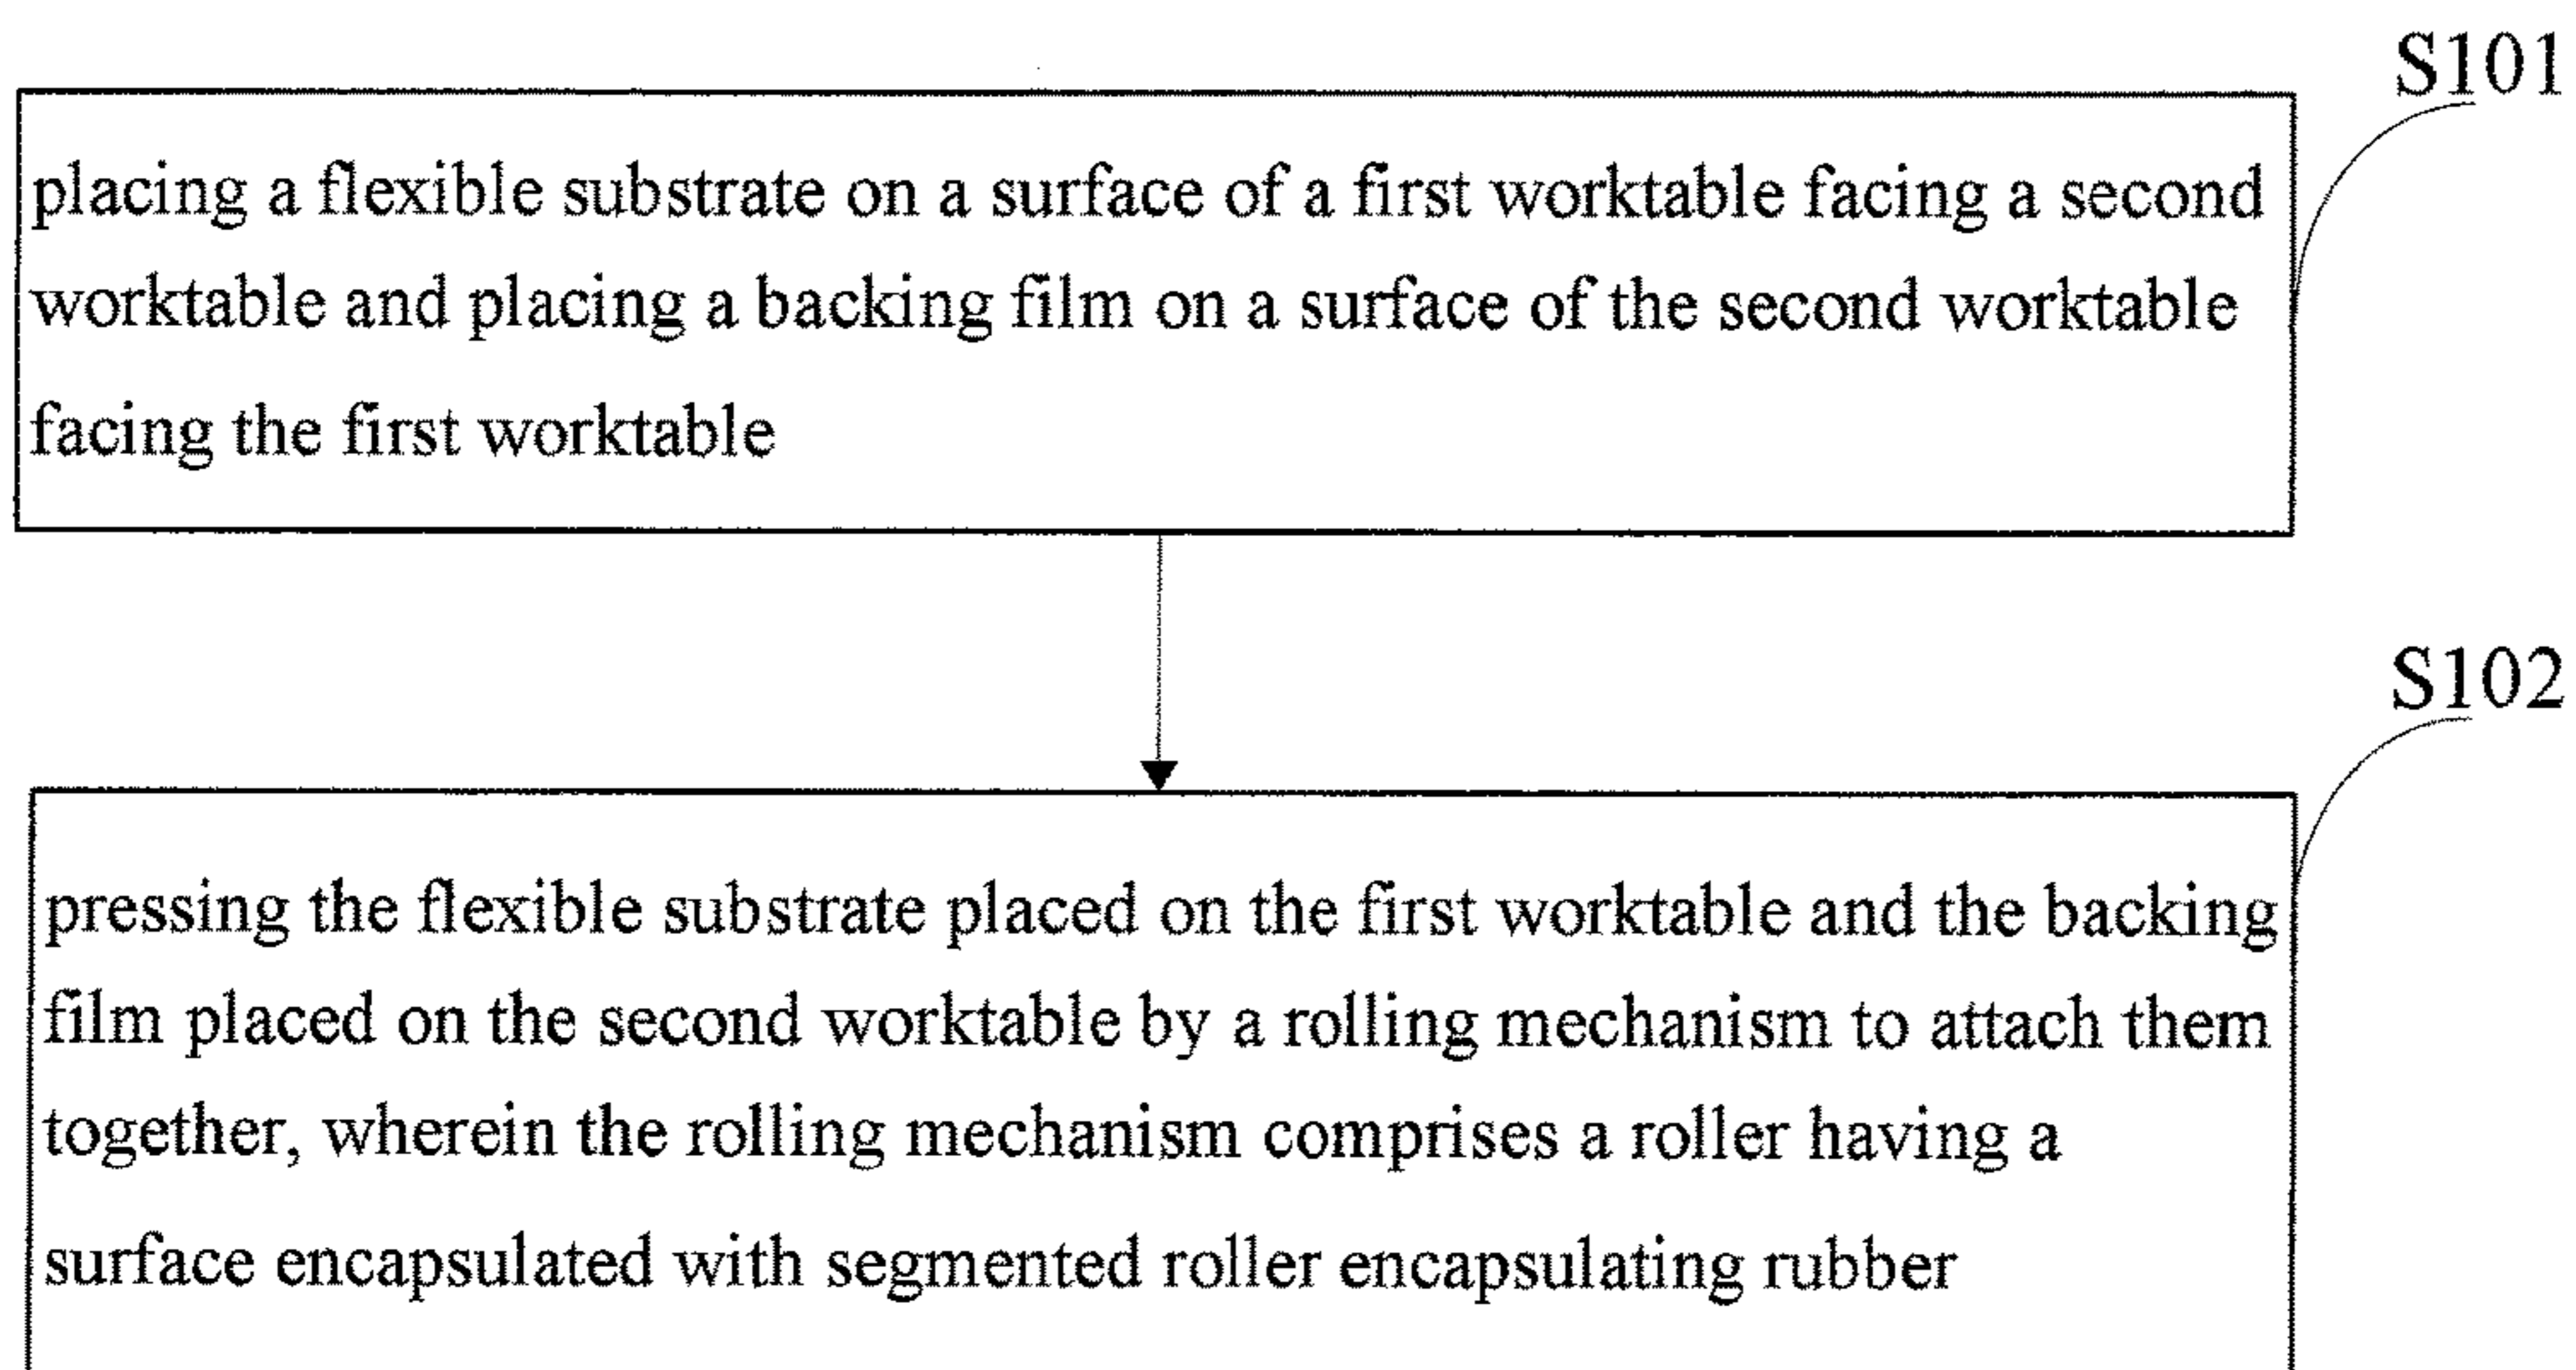 S101
placing a flexible substrate on a surface of a first worktable facing a second
worktable and placing a backing film on a surface of the second worktable
facing the first worktable
S102
pressing the flexible substrate placed on the first worktable and the backing
film placed on the second worktable by a rolling mechanism to attach them
together, wherein the rolling mechanism comprises a roller having a
surface encapsulated with segmented roller encapsulating rubber